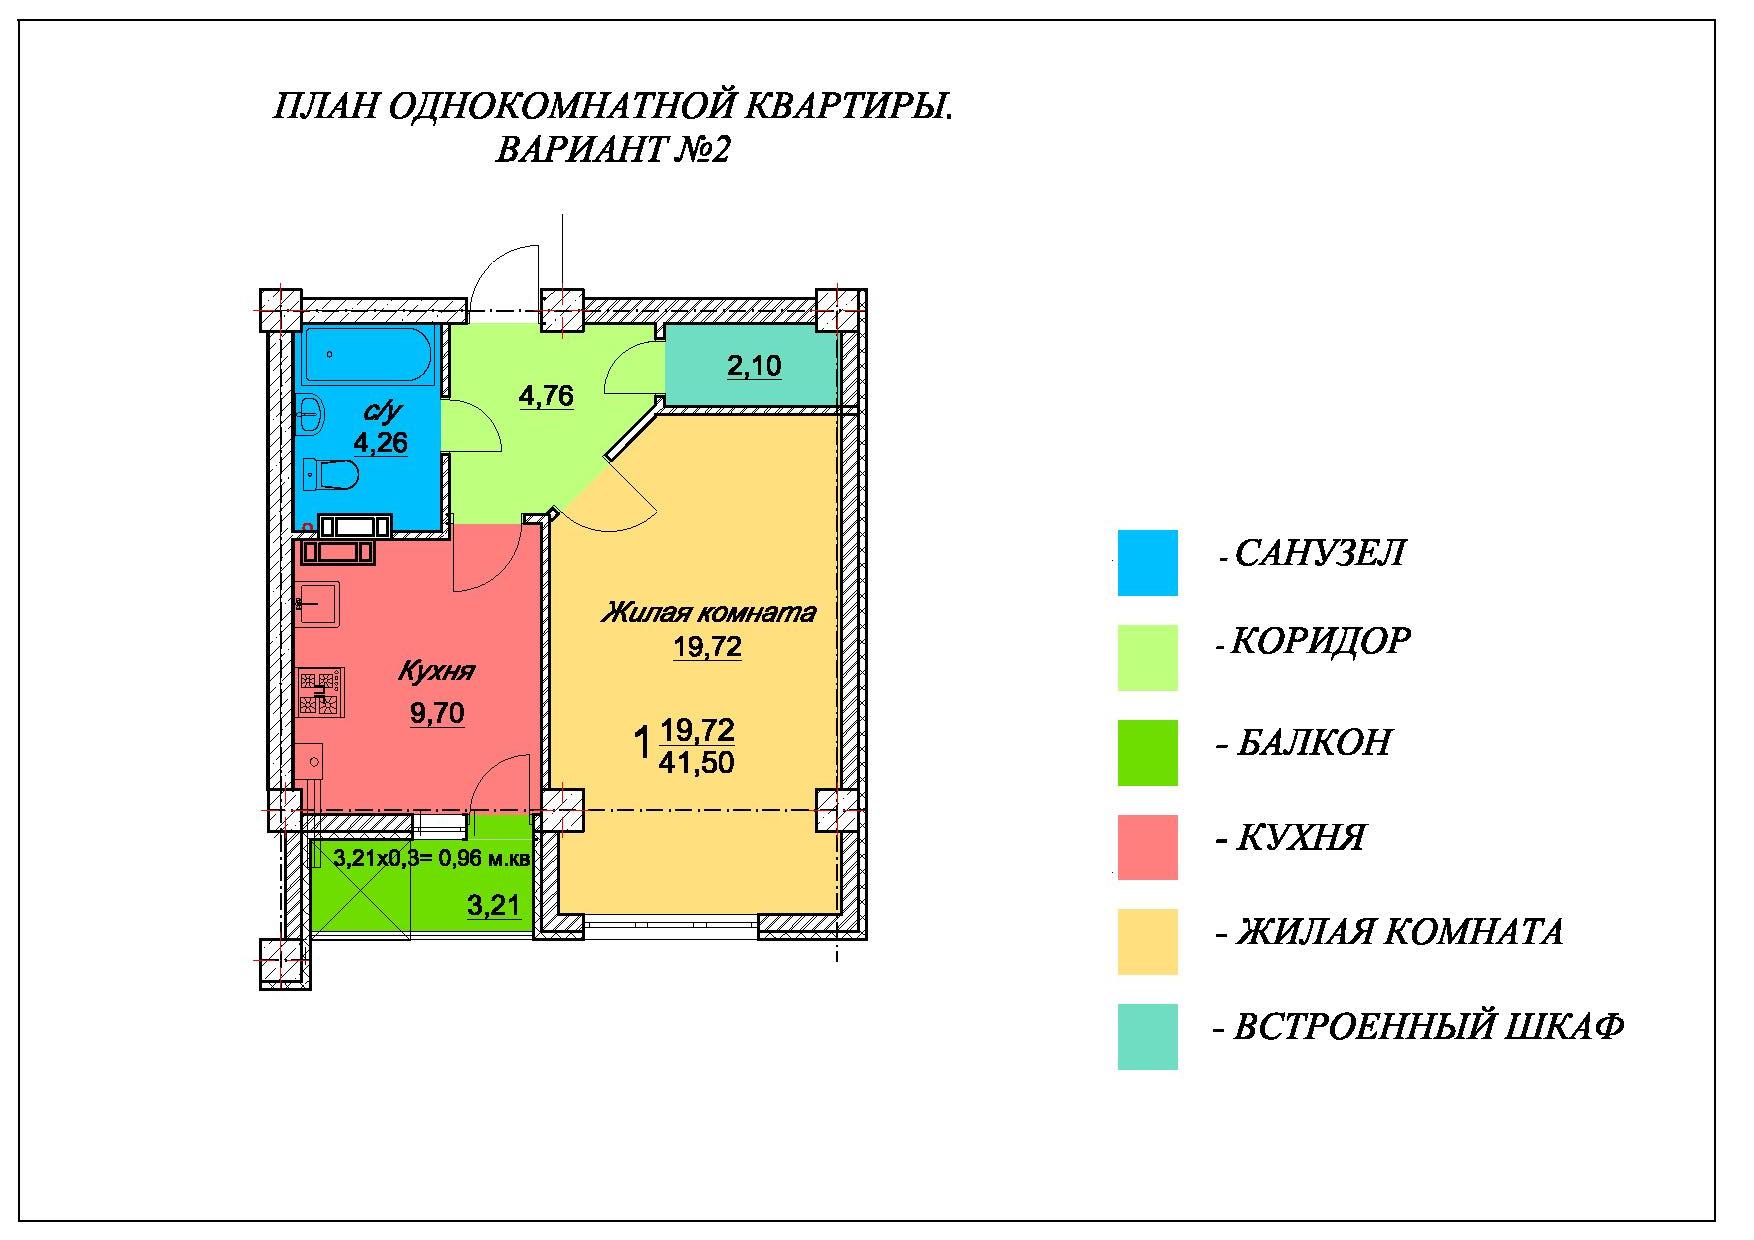 ПЛАН ОДНОКОМНАТНОЙ КВАРТИРЫ.
ВАРИАНТ №2
2,10
4,76
с/у
4,26
Жилая комната
19,72
Кухня
9,70
1 19,72
41,50
3,21х0,3= 0,96 м.кв
3,21
- САНУЗЕЛ
- КОРИДОР
- БАЛКОН
- КУХНЯ
- ЖИЛАЯ КОМНАТА
- ВСТРОЕННЫЙ ШКАФ